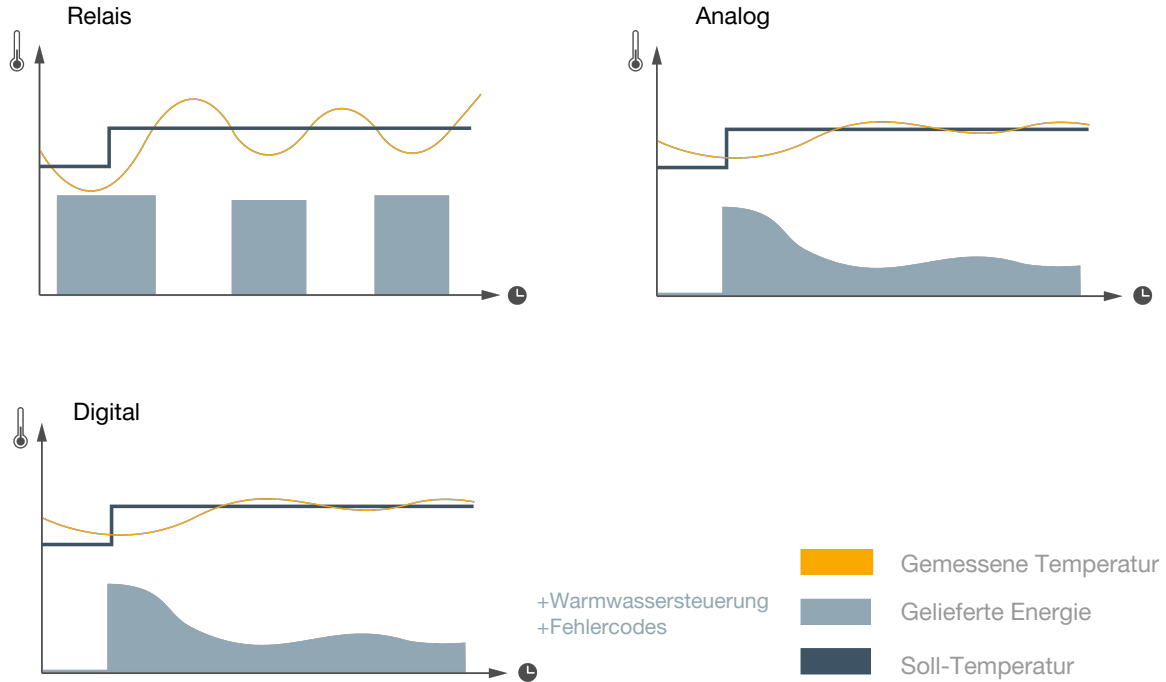 Relais
Analog
Digital
+Warmwassersteuerung
+Fehlercodes
Gemessene Temperatur
Gelieferte Energie
Soll-Temperatur